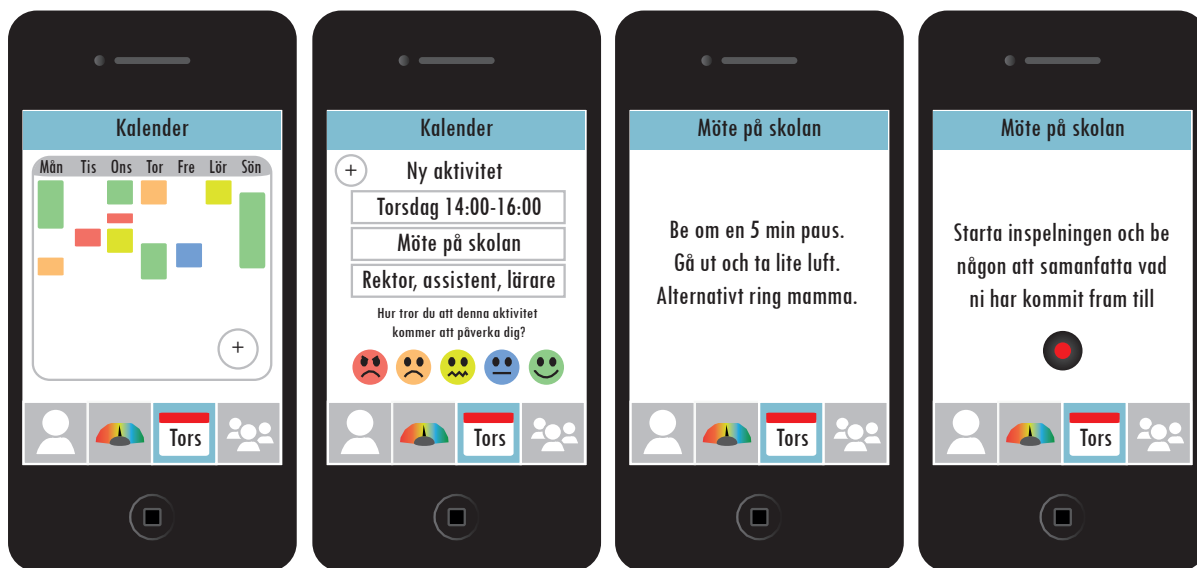 Kalender
Mån Tis Ons Tor Fre Lör Sön
+
Tors
Kalender
+ Ny aktivitet
Torsdag 14:00-16:00
Möte på skolan
Rektor, assistent, lärare
Hur tror du att denna aktivitet
kommer att påverka dig?
Tors
Möte på skolan
Be om en 5 min paus.
Gå ut och ta lite luft.
Alternativt ring mamma.
Tors
Möte på skolan
Starta inspelningen och be
någon att samanfatta vad
ni har kommit fram till
Tors